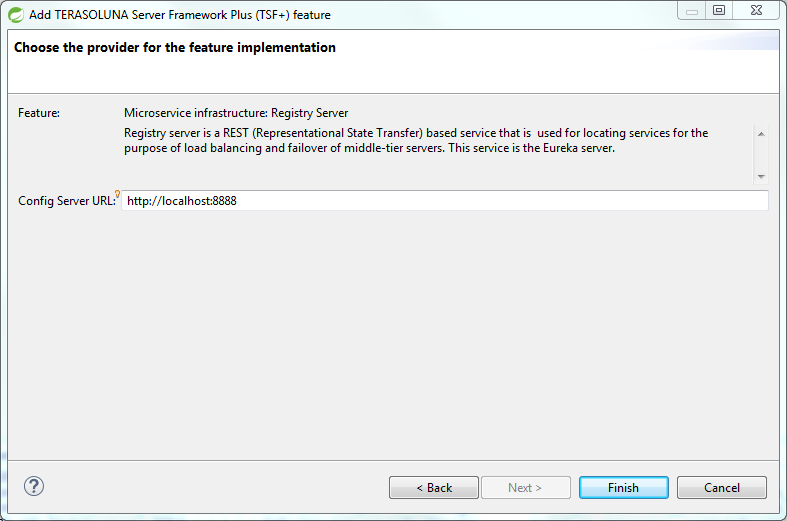 Add TERASOLUNA Server Framework Plus (TSF+) feature
Choose the provider for the feature implementation
Feature: Microservice infrastructure: Registry Server
Registry server is a REST (Representational State Transfer) based service that is used for locating services for the
purpose of load balancing and failover of middle-tier servers. This service is the Eureka server.
Config Server URL: http://localhost:8888
< Back Next > Finish Cancel